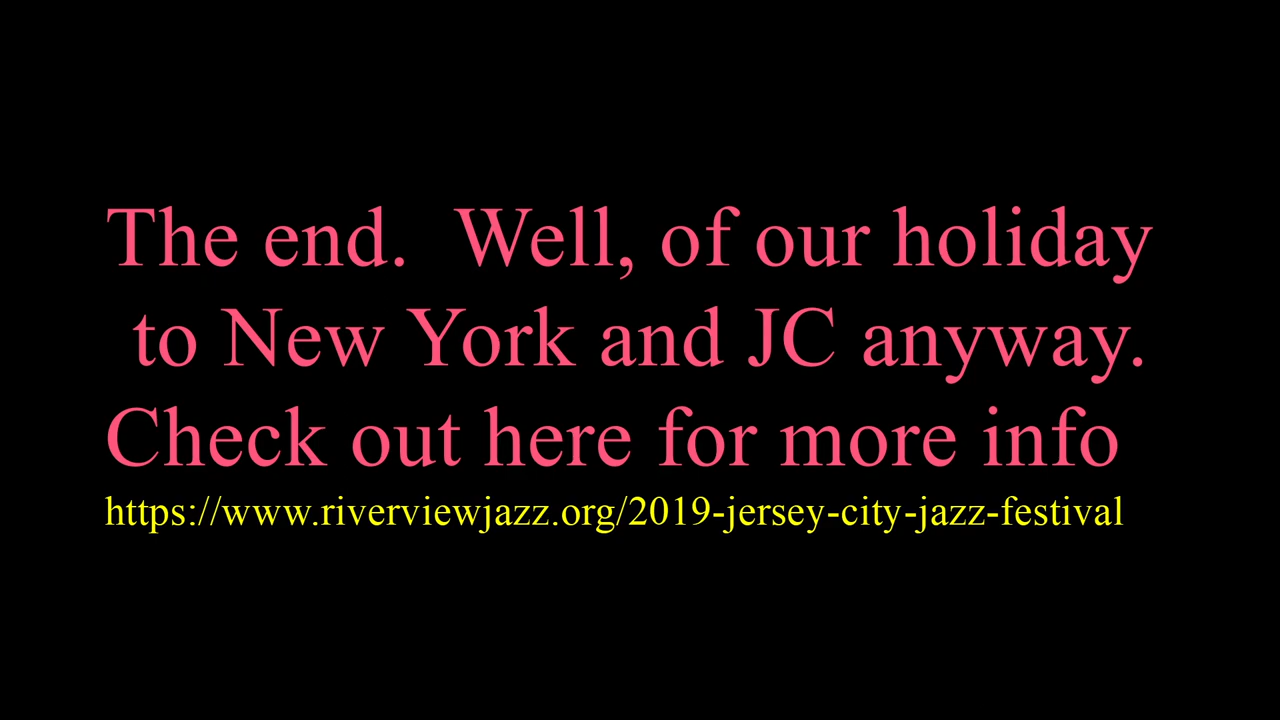 The end.  Well, of our holiday
to New York and JC anyway.
Check out here for more info
https://www.riverviewjazz.org/2019-jersey-city-jazz-festival